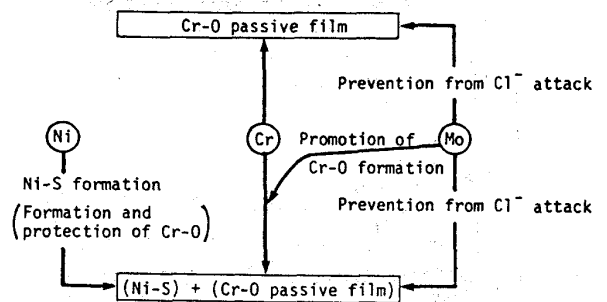 Cr-O passive film
Prevention from Cl⁻ attack
Ni
Cr
Promotion of
Cr-O formation
Mo
Ni-S formation
(Formation and
protection of Cr-O)
Prevention from Cl⁻ attack
(Ni-S) + (Cr-O passive film)